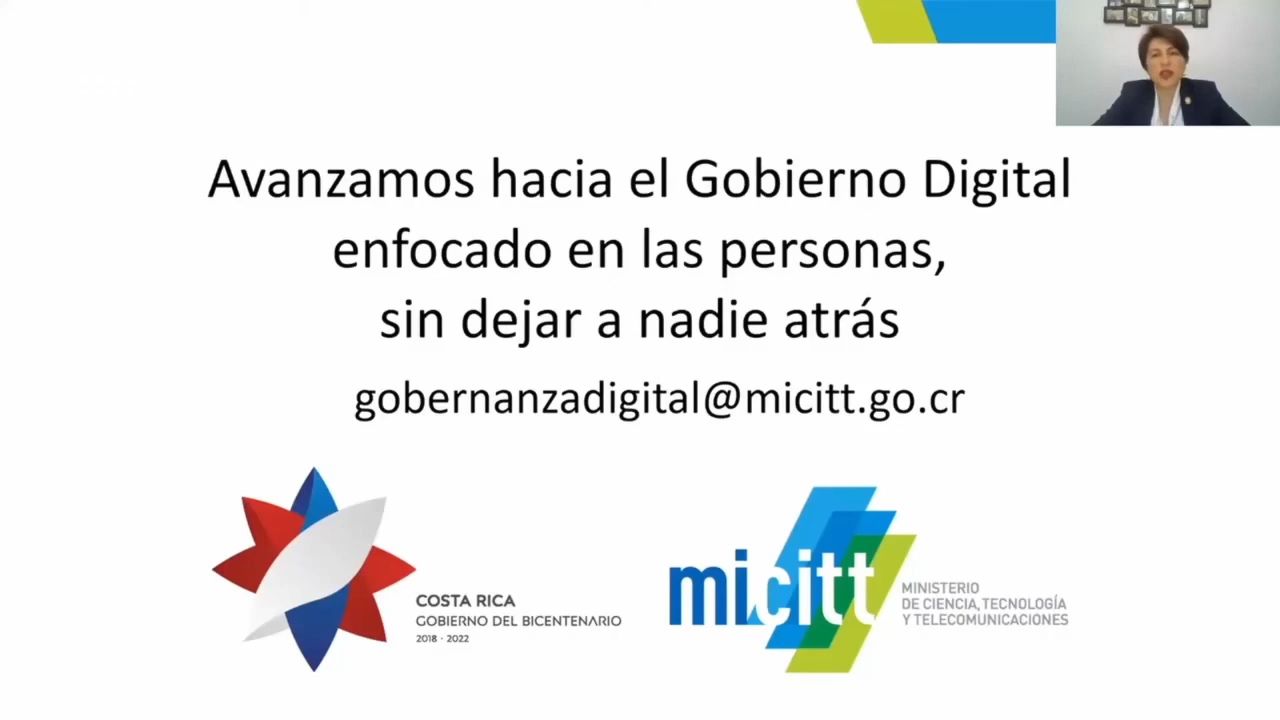 Avanzamos hacia el Gobierno Digital
enfocado en las personas,
sin dejar a nadie atrás
gobernanzadigital@micitt.go.cr
COSTA RICA
GOBIERNO DEL BICENTENARIO
2018 - 2022
micitt
MINISTERIO
DE CIENCIA, TECNOLOGÍA
Y TELECOMUNICACIONES